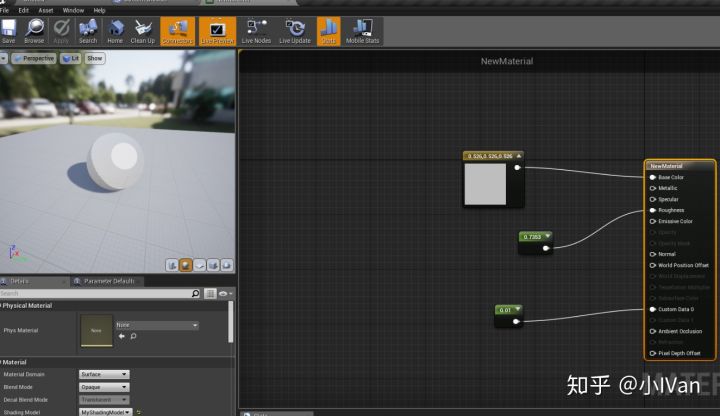 File Edit Asset Window Help
Save Browse Apply Search Home Clean Up Connectors Live Preview Live Nodes Live Update Stats Mobile Stats
Perspective Lit Show
NewMaterial
0.526,0.526,0.526
NewMaterial
Base Color
Metallic
Specular
Roughness
0.7353
Emissive Color
Opacity
Opacity Mask
Normal
World Position Offset
World Displacement
Tessellation Multiplier
Subsurface Color
0.01
Custom Data 0
Custom Data 1
Ambient Occlusion
Refraction
Pixel Depth Offset
Details Parameter Defaults
Search
Physical Material
Phys Material None None
Material
Material Domain Surface
Blend Mode Opaque
Decal Blend Mode Translucent
Shading Model MyShadingModel
Stats
MATER
知乎 @小IVan